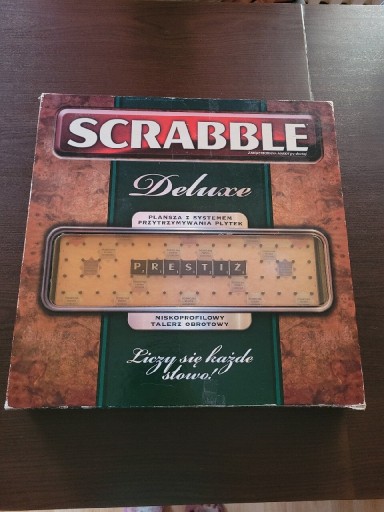 SCRABBLE
Deluxe
PLANSZA Z SYSTEMEM
PRZYTRZYMYWANIA PŁYTEK
PRESTIŻ
NISKOPROFILOWY
TALERZ OBROTOWY
Liczy się każde
słowo!